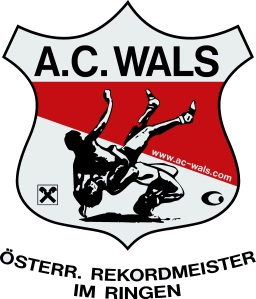 A.C. WALS
www.ac-wals.com
ÖSTERR. REKORDMEISTER
IM RINGEN